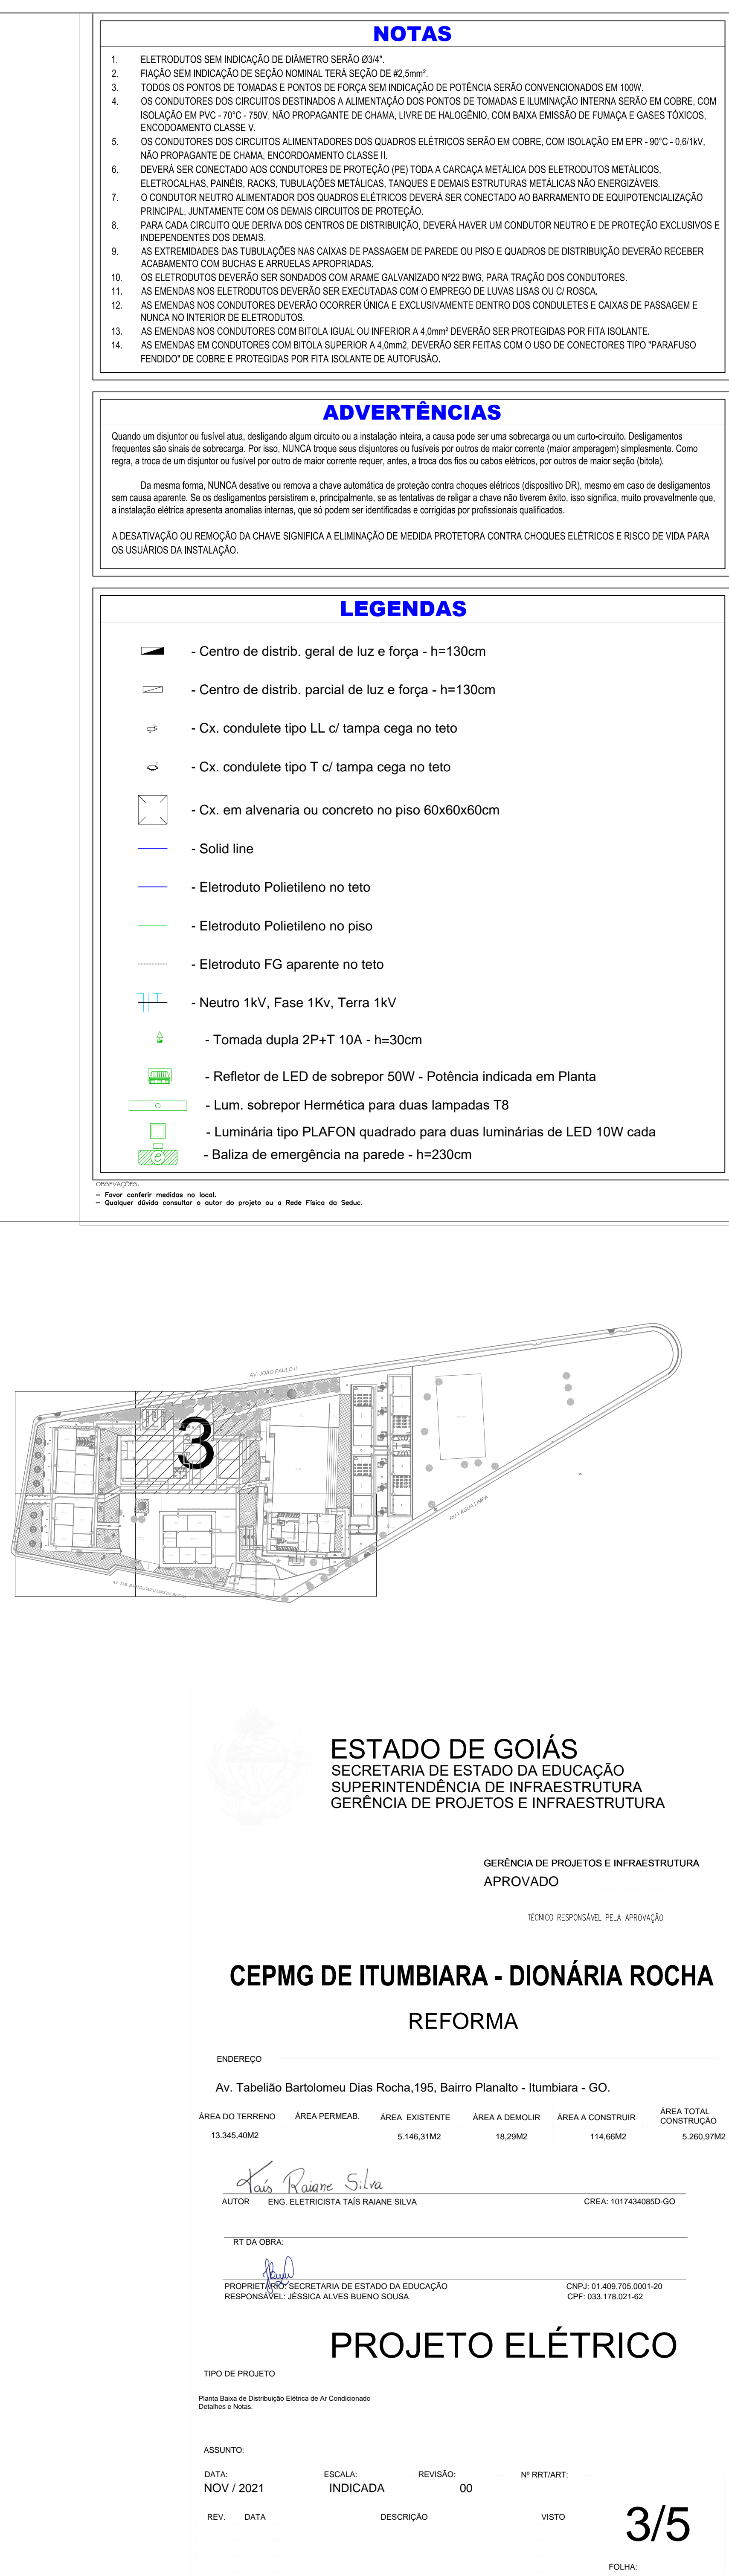 NOTAS
1. ELETRODUTOS SEM INDICAÇÃO DE DIÂMETRO SERÃO Ø3/4".
2. FIAÇÃO SEM INDICAÇÃO DE SEÇÃO NOMINAL TERÁ SEÇÃO DE #2,5mm².
3. TODOS OS PONTOS DE TOMADAS E PONTOS DE FORÇA SEM INDICAÇÃO DE POTÊNCIA SERÃO CONVENCIONADOS EM 100W.
4. OS CONDUTORES DOS CIRCUITOS DESTINADOS A ALIMENTAÇÃO DOS PONTOS DE TOMADAS E ILUMINAÇÃO INTERNA SERÃO EM COBRE, COM
ISOLAÇÃO EM PVC - 70°C - 750V, NÃO PROPAGANTE DE CHAMA, LIVRE DE HALOGÊNIO, COM BAIXA EMISSÃO DE FUMAÇA E GASES TÓXICOS,
ENCODOAMENTO CLASSE V.
5. OS CONDUTORES DOS CIRCUITOS ALIMENTADORES DOS QUADROS ELÉTRICOS SERÃO EM COBRE, COM ISOLAÇÃO EM EPR - 90°C - 0,6/1kV,
NÃO PROPAGANTE DE CHAMA, ENCORDOAMENTO CLASSE II.
6. DEVERÁ SER CONECTADO AOS CONDUTORES DE PROTEÇÃO (PE) TODA A CARCAÇA METÁLICA DOS ELETRODUTOS METÁLICOS,
ELETROCALHAS, PAINÉIS, RACKS, TUBULAÇÕES METÁLICAS, TANQUES E DEMAIS ESTRUTURAS METÁLICAS NÃO ENERGIZÁVEIS.
7. O CONDUTOR NEUTRO ALIMENTADOR DOS QUADROS ELÉTRICOS DEVERÁ SER CONECTADO AO BARRAMENTO DE EQUIPOTENCIALIZAÇÃO
PRINCIPAL, JUNTAMENTE COM OS DEMAIS CIRCUITOS DE PROTEÇÃO.
8. PARA CADA CIRCUITO QUE DERIVA DOS CENTROS DE DISTRIBUIÇÃO, DEVERÁ HAVER UM CONDUTOR NEUTRO E DE PROTEÇÃO EXCLUSIVOS E
INDEPENDENTES DOS DEMAIS.
9. AS EXTREMIDADES DAS TUBULAÇÕES NAS CAIXAS DE PASSAGEM DE PAREDE OU PISO E QUADROS DE DISTRIBUIÇÃO DEVERÃO RECEBER
ACABAMENTO COM BUCHAS E ARRUELAS APROPRIADAS.
10. OS ELETRODUTOS DEVERÃO SER SONDADOS COM ARAME GALVANIZADO Nº22 BWG, PARA TRAÇÃO DOS CONDUTORES.
11. AS EMENDAS NOS ELETRODUTOS DEVERÃO SER EXECUTADAS COM O EMPREGO DE LUVAS LISAS OU C/ ROSCA.
12. AS EMENDAS NOS CONDUTORES DEVERÃO OCORRER ÚNICA E EXCLUSIVAMENTE DENTRO DOS CONDULETES E CAIXAS DE PASSAGEM E
NUNCA NO INTERIOR DE ELETRODUTOS.
13. AS EMENDAS NOS CONDUTORES COM BITOLA IGUAL OU INFERIOR A 4,0mm² DEVERÃO SER PROTEGIDAS POR FITA ISOLANTE.
14. AS EMENDAS EM CONDUTORES COM BITOLA SUPERIOR A 4,0mm2, DEVERÃO SER FEITAS COM O USO DE CONECTORES TIPO "PARAFUSO
FENDIDO" DE COBRE E PROTEGIDAS POR FITA ISOLANTE DE AUTOFUSÃO.
ADVERTÊNCIAS
Quando um disjuntor ou fusível atua, desligando algum circuito ou a instalação inteira, a causa pode ser uma sobrecarga ou um curto-circuito. Desligamentos
frequentes são sinais de sobrecarga. Por isso, NUNCA troque seus disjuntores ou fusíveis por outros de maior corrente (maior amperagem) simplesmente. Como
regra, a troca de um disjuntor ou fusível por outro de maior corrente requer, antes, a troca dos fios ou cabos elétricos, por outros de maior seção (bitola).
Da mesma forma, NUNCA desative ou remova a chave automática de proteção contra choques elétricos (dispositivo DR), mesmo em caso de desligamentos
sem causa aparente. Se os desligamentos persistirem e, principalmente, se as tentativas de religar a chave não tiverem êxito, isso significa, muito provavelmente que,
a instalação elétrica apresenta anomalias internas, que só podem ser identificadas e corrigidas por profissionais qualificados.
A DESATIVAÇÃO OU REMOÇÃO DA CHAVE SIGNIFICA A ELIMINAÇÃO DE MEDIDA PROTETORA CONTRA CHOQUES ELÉTRICOS E RISCO DE VIDA PARA
OS USUÁRIOS DA INSTALAÇÃO.
LEGENDAS
- Centro de distrib. geral de luz e força - h=130cm
- Centro de distrib. parcial de luz e força - h=130cm
- Cx. condulete tipo LL c/ tampa cega no teto
- Cx. condulete tipo T c/ tampa cega no teto
- Cx. em alvenaria ou concreto no piso 60x60x60cm
- Solid line
- Eletroduto Polietileno no teto
- Eletroduto Polietileno no piso
- Eletroduto FG aparente no teto
- Neutro 1kV, Fase 1Kv, Terra 1kV
- Tomada dupla 2P+T 10A - h=30cm
- Refletor de LED de sobrepor 50W - Potência indicada em Planta
- Lum. sobrepor Hermética para duas lampadas T8
- Luminária tipo PLAFON quadrado para duas luminárias de LED 10W cada
e - Baliza de emergência na parede - h=230cm
OBSEVAÇÕES:
– Favor conferir medidas no local.
– Qualquer dúvida consultar o autor do projeto ou a Rede Física da Seduc.
AV. JOÃO PAULO II
3
RUA ÁGUA LIMPA
AV. TAB. BARTOLOMEU DIAS DA ROCHA
ESTADO DE GOIÁS
SECRETARIA DE ESTADO DA EDUCAÇÃO
SUPERINTENDÊNCIA DE INFRAESTRUTURA
GERÊNCIA DE PROJETOS E INFRAESTRUTURA
GERÊNCIA DE PROJETOS E INFRAESTRUTURA
APROVADO
TÉCNICO RESPONSÁVEL PELA APROVAÇÃO
CEPMG DE ITUMBIARA - DIONÁRIA ROCHA
REFORMA
ENDEREÇO
Av. Tabelião Bartolomeu Dias Rocha,195, Bairro Planalto - Itumbiara - GO.
ÁREA DO TERRENO ÁREA PERMEAB. ÁREA EXISTENTE ÁREA A DEMOLIR ÁREA A CONSTRUIR ÁREA TOTAL
CONSTRUÇÃO
13.345,40M2 5.146,31M2 18,29M2 114,66M2 5.260,97M2
Taís Raiane Silva
AUTOR ENG. ELETRICISTA TAÍS RAIANE SILVA CREA: 1017434085D-GO
RT DA OBRA:
PROPRIETÁRIO: SECRETARIA DE ESTADO DA EDUCAÇÃO CNPJ: 01.409.705.0001-20
RESPONSÁVEL: JÉSSICA ALVES BUENO SOUSA CPF: 033.178.021-62
PROJETO ELÉTRICO
TIPO DE PROJETO
Planta Baixa de Distribuição Elétrica de Ar Condicionado
Detalhes e Notas.
ASSUNTO:
DATA: ESCALA: REVISÃO: Nº RRT/ART:
NOV / 2021 INDICADA 00
REV. DATA DESCRIÇÃO VISTO
3/5
FOLHA: